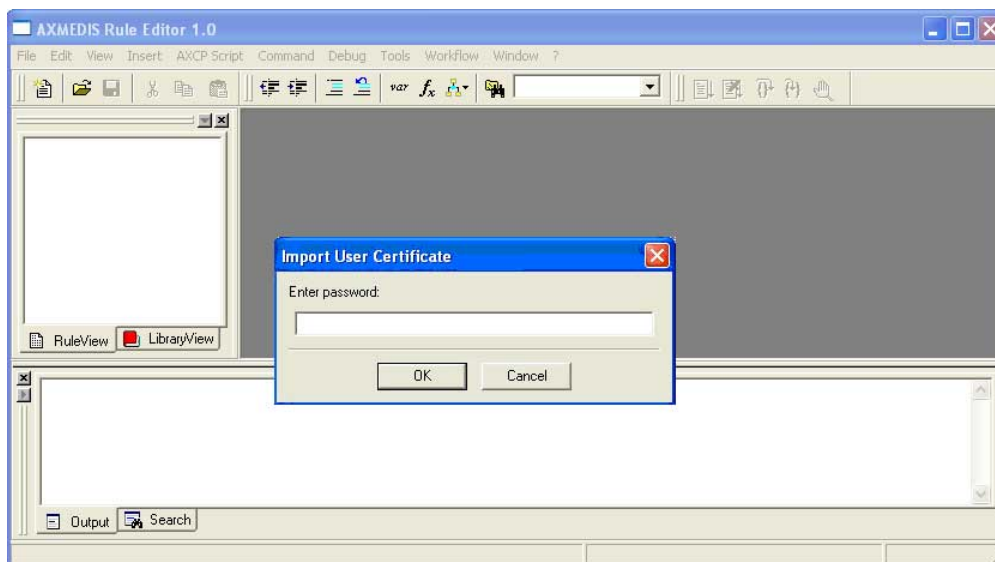 AXMEDIS Rule Editor 1.0
File Edit View Insert AXCP Script Command Debug Tools Workflow Window ?
var fx
Import User Certificate
Enter password:
RuleView LibraryView
OK Cancel
Output Search